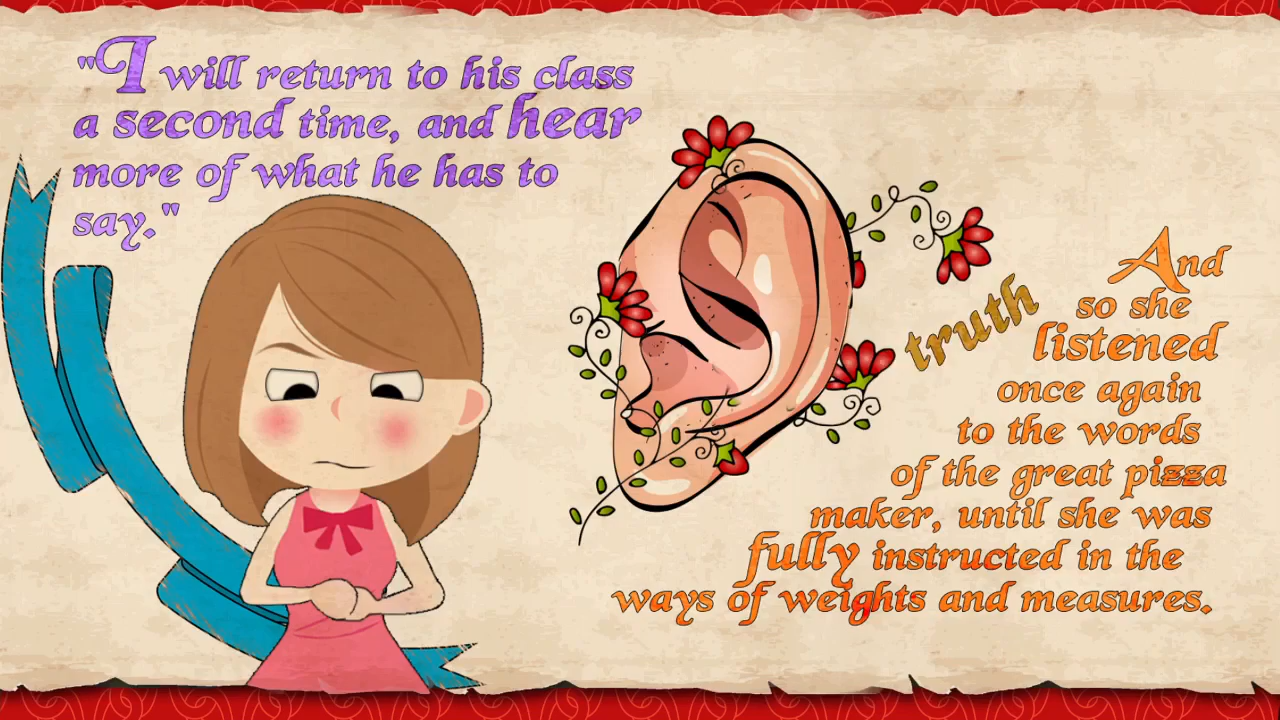 "I will return to his class
a second time, and hear
more of what he has to
say."
truth
And
so she
listened
once again
to the words
of the great pizza
maker, until she was
fully instructed in the
ways of weights and measures.